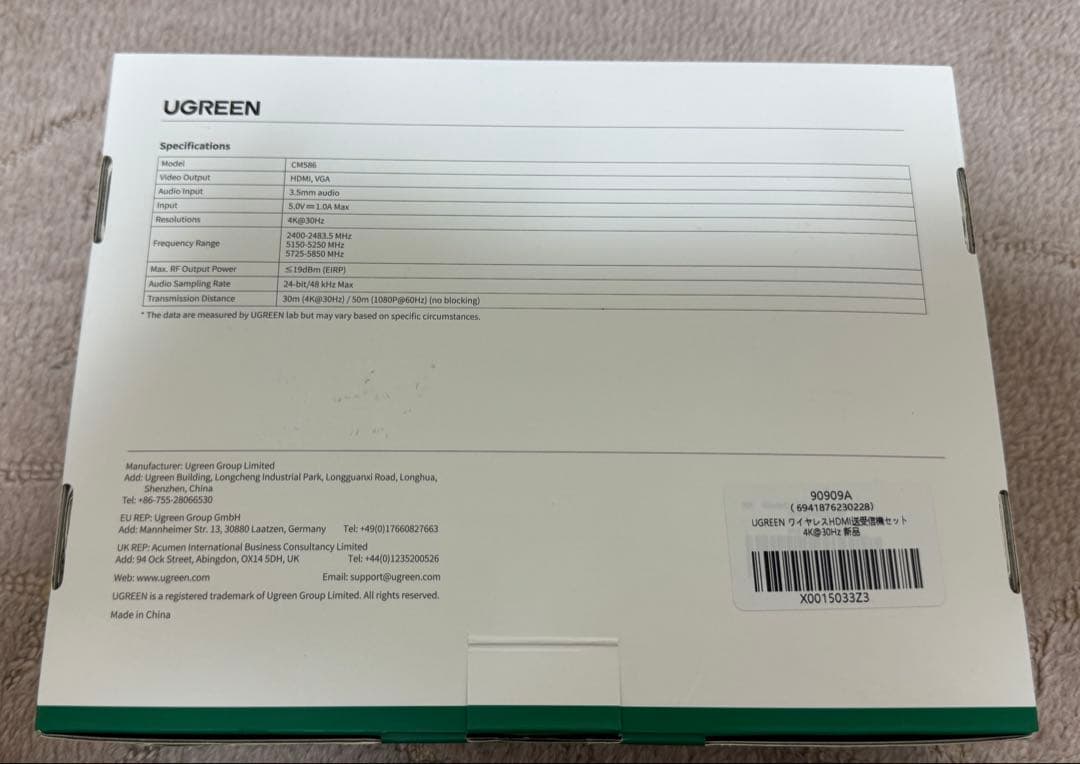 UGREEN
Specifications
Model CM586
Video Output HDMI, VGA
Audio Input 3.5mm audio
Input 5.0V⎓1.0A Max
Resolutions 4K@30Hz
Frequency Range 2400-2483.5 MHz
5150-5250 MHz
5725-5850 MHz
Max. RF Output Power ≤19dBm (EIRP)
Audio Sampling Rate 24-bit/48 kHz Max
Transmission Distance 30m (4K@30Hz) / 50m (1080P@60Hz) (no blocking)
* The data are measured by UGREEN lab but may vary based on specific circumstances.
Manufacturer: Ugreen Group Limited
Add: Ugreen Building, Longcheng Industrial Park, Longguanxi Road, Longhua,
Shenzhen, China
Tel: +86-755-28066530
EU REP: Ugreen Group GmbH
Add: Mannheimer Str. 13, 30880 Laatzen, Germany Tel: +49(0)17660827663
UK REP: Acumen International Business Consultancy Limited
Add: 94 Ock Street, Abingdon, OX14 5DH, UK Tel: +44(0)1235200526
Web: www.ugreen.com Email: support@ugreen.com
UGREEN is a registered trademark of Ugreen Group Limited. All rights reserved.
Made in China
90909A
(6941876230228)
UGREEN ワイヤレスHDMI送受信機セット
4K@30Hz 新品
X0015033Z3